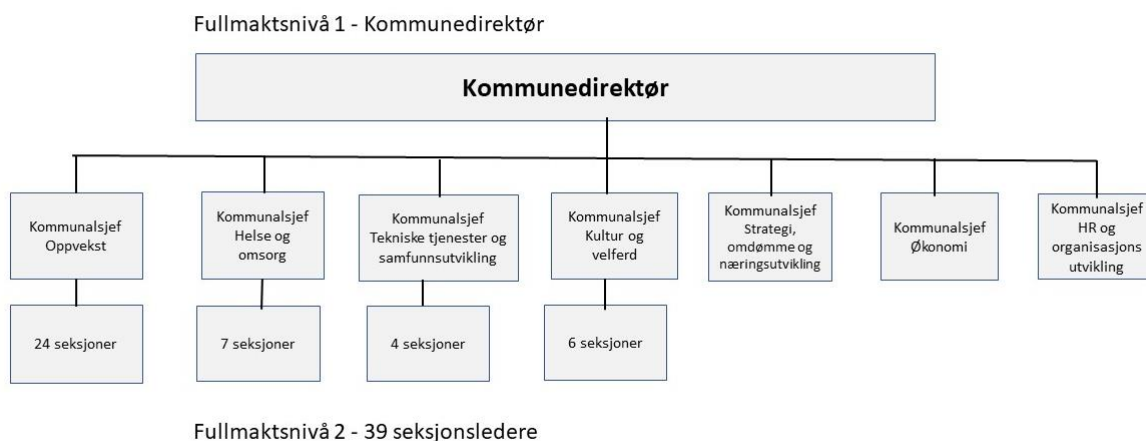 Fullmaktsnivå 1 - Kommunedirektør
Kommunedirektør
Kommunalsjef
Oppvekst
Kommunalsjef
Helse og
omsorg
Kommunalsjef
Tekniske tjenester og
samfunnsutvikling
Kommunalsjef
Kultur og
velferd
Kommunalsjef
Strategi,
omdømme og
næringsutvikling
Kommunalsjef
Økonomi
Kommunalsjef
HR og
organisasjons
utvikling
24 seksjoner
7 seksjoner
4 seksjoner
6 seksjoner
Fullmaktsnivå 2 - 39 seksjonsledere